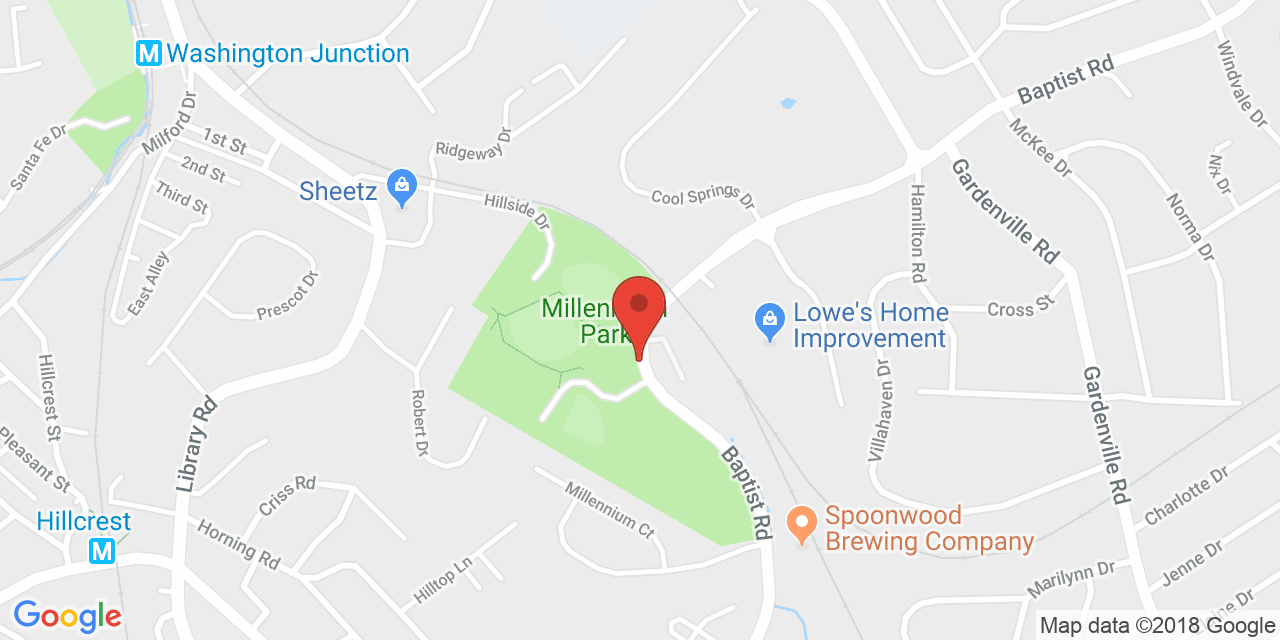 Washington Junction
Baptist Rd
Windvale Dr
Milford Dr
Santa Fe Dr
1st St
2nd St
Third St
Ridgeway Dr
McKee Dr
Nix Dr
Sheetz
Hillside Dr
Cool Springs Dr
Gardenville Rd
Hamilton Rd
Norma Dr
East Alley
Prescot Dr
Millennium
Park
Lowe's Home
Improvement
Cross St
Hillcrest St
Pleasant St
Library Rd
Robert Dr
Villahaven Dr
Gardenville Rd
Criss Rd
Baptist Rd
Charlotte Dr
Hillcrest
Horning Rd
Millennium Ct
Spoonwood
Brewing Company
Hilltop Ln
Marilynn Dr
Jenne Dr
Google
Map data ©2018 Google